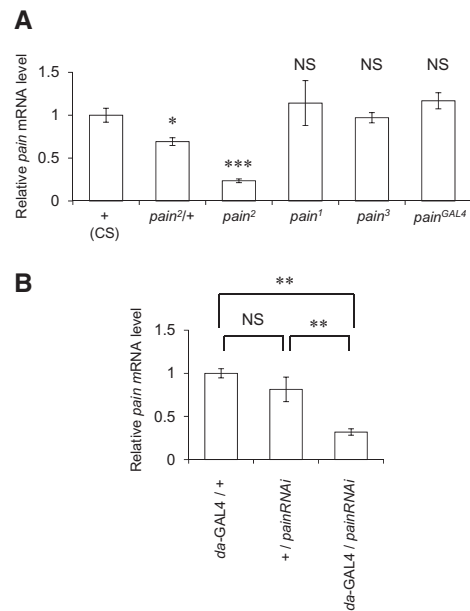 A
Relative pain mRNA level
1.5
1
0.5
0
*
***
NS
NS
NS
+
(CS)
pain²/+
pain²
pain¹
pain³
painGAL4
B
Relative pain mRNA level
1.5
1
0.5
0
**
NS
**
da-GAL4 / +
+ / painRNAi
da-GAL4 / painRNAi